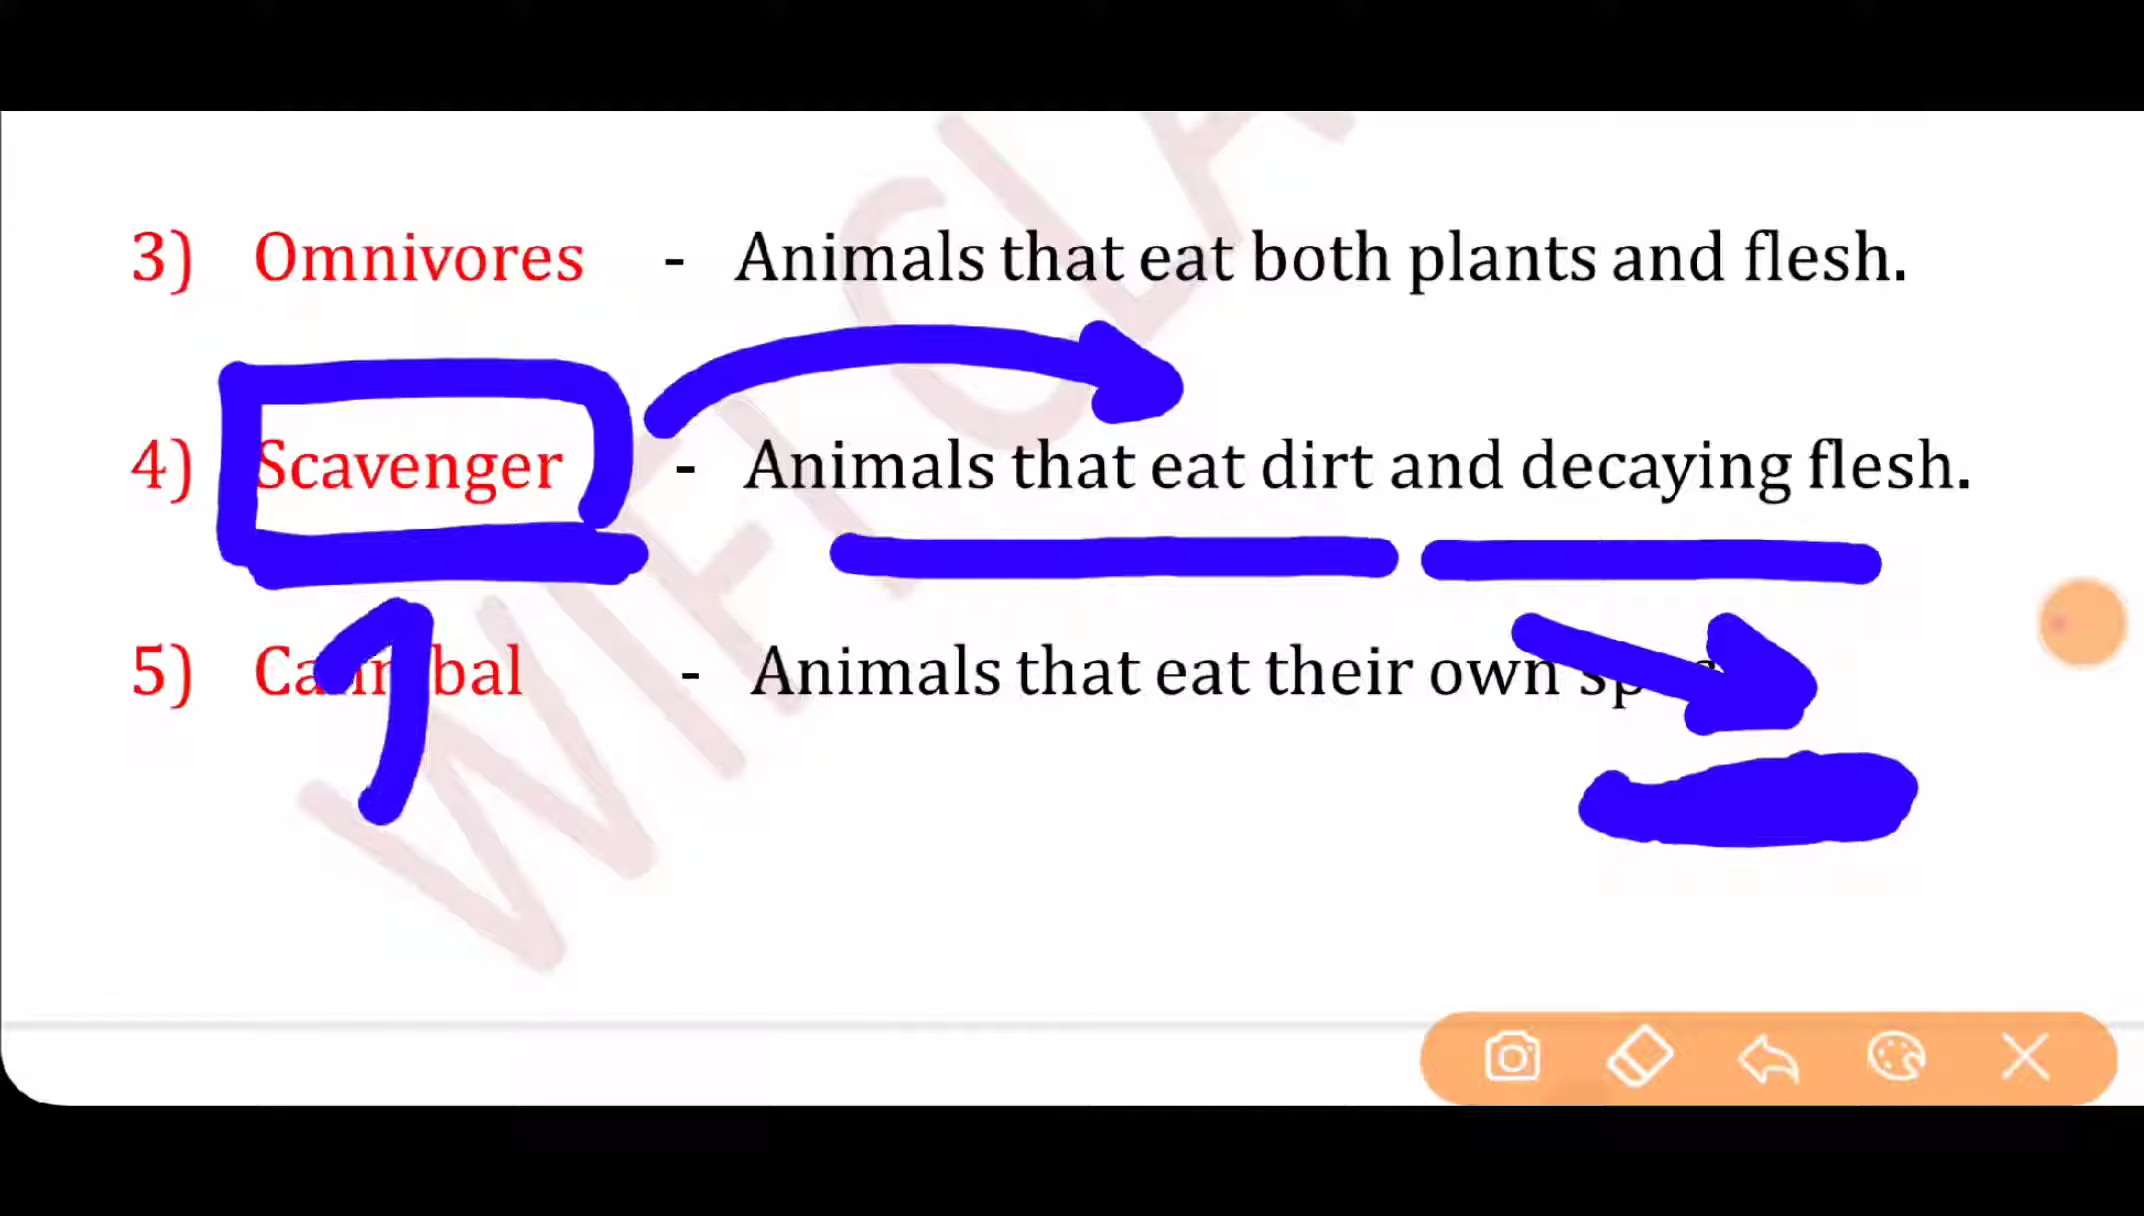 3) Omnivores - Animals that eat both plants and flesh.
4) Scavenger - Animals that eat dirt and decaying flesh.
5) Cannibal - Animals that eat their own